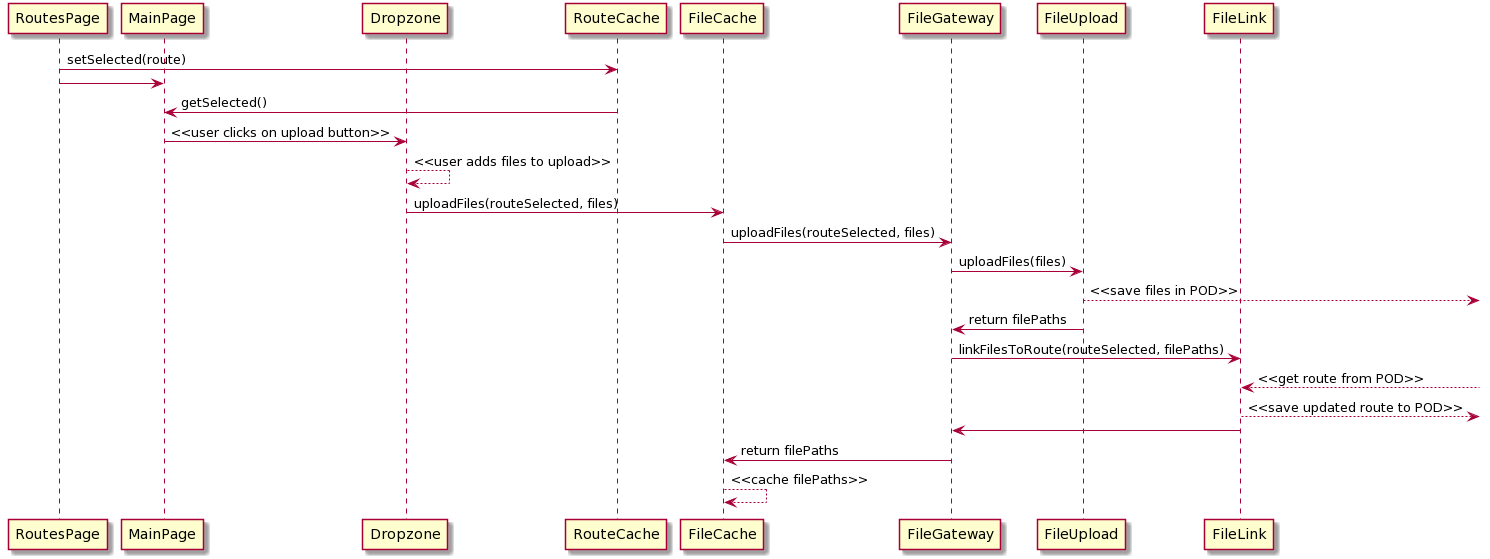 RoutesPage
MainPage
Dropzone
RouteCache
FileCache
FileGateway
FileUpload
FileLink
setSelected(route)
getSelected()
<<user clicks on upload button>>
<<user adds files to upload>>
uploadFiles(routeSelected, files)
uploadFiles(routeSelected, files)
uploadFiles(files)
<<save files in POD>>
return filePaths
linkFilesToRoute(routeSelected, filePaths)
<<get route from POD>>
<<save updated route to POD>>
return filePaths
<<cache filePaths>>
RoutesPage
MainPage
Dropzone
RouteCache
FileCache
FileGateway
FileUpload
FileLink